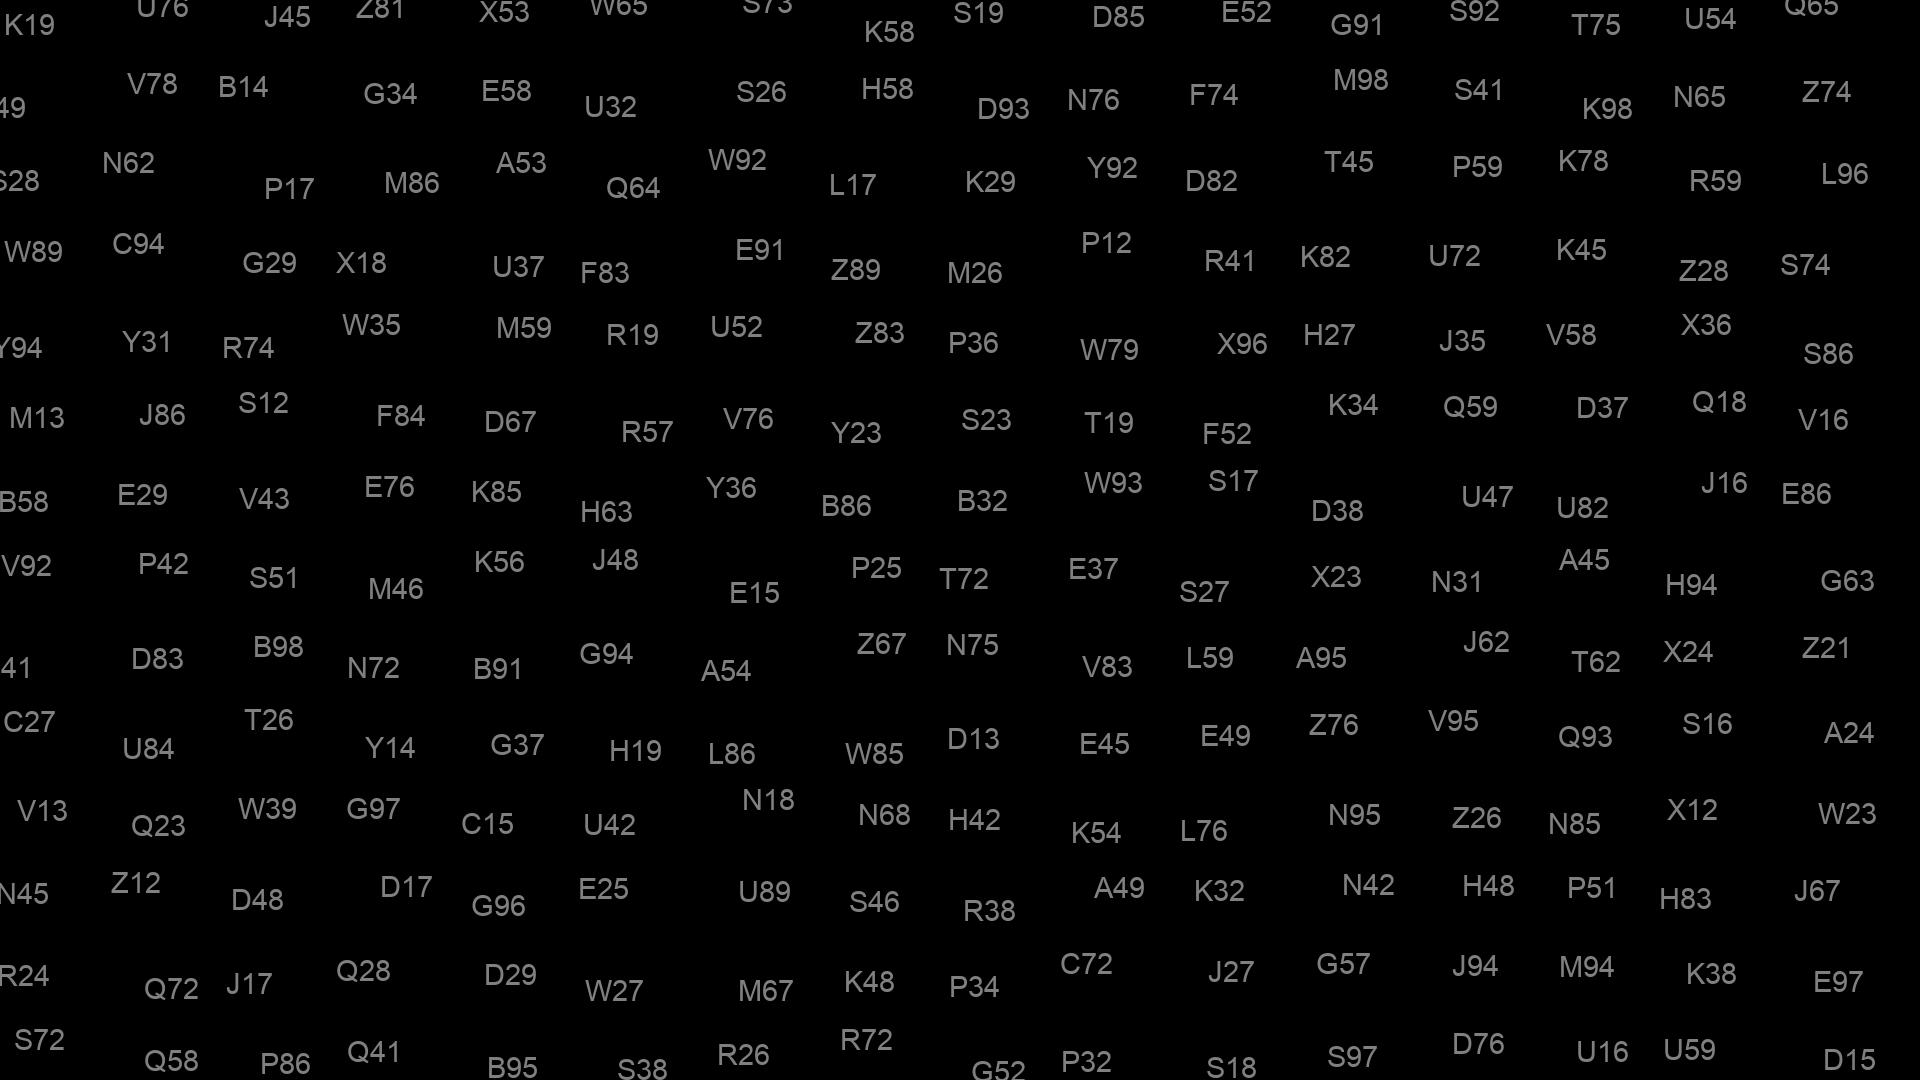 K19 U76 J45 Z81 X53 W65 S73 K58 S19 D85 E52 G91 S92 T75 U54 Q65
49 V78 B14 G34 E58 U32 S26 H58 D93 N76 F74 M98 S41 K98 N65 Z74
S28 N62 P17 M86 A53 Q64 W92 L17 K29 Y92 D82 T45 P59 K78 R59 L96
W89 C94 G29 X18 U37 F83 E91 Z89 M26 P12 R41 K82 U72 K45 Z28 S74
Y94 Y31 R74 W35 M59 R19 U52 Z83 P36 W79 X96 H27 J35 V58 X36 S86
M13 J86 S12 F84 D67 R57 V76 Y23 S23 T19 F52 K34 Q59 D37 Q18 V16
B58 E29 V43 E76 K85 H63 Y36 B86 B32 W93 S17 D38 U47 U82 J16 E86
V92 P42 S51 M46 K56 J48 E15 P25 T72 E37 S27 X23 N31 A45 H94 G63
41 D83 B98 N72 B91 G94 A54 Z67 N75 V83 L59 A95 J62 T62 X24 Z21
C27 U84 T26 Y14 G37 H19 L86 W85 D13 E45 E49 Z76 V95 Q93 S16 A24
V13 Q23 W39 G97 C15 U42 N18 N68 H42 K54 L76 N95 Z26 N85 X12 W23
N45 Z12 D48 D17 G96 E25 U89 S46 R38 A49 K32 N42 H48 P51 H83 J67
R24 Q72 J17 Q28 D29 W27 M67 K48 P34 C72 J27 G57 J94 M94 K38 E97
S72 Q58 P86 Q41 B95 S38 R26 R72 G52 P32 S18 S97 D76 U16 U59 D15